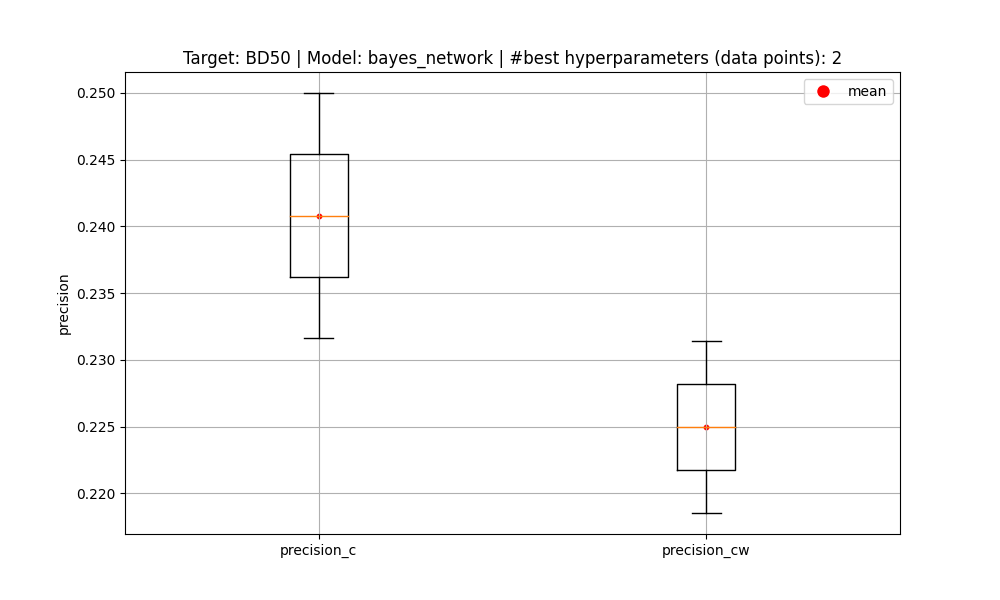 Target: BD50 | Model: bayes_network | #best hyperparameters (data points): 2
mean
0.250
0.245
0.240
0.235
0.230
0.225
0.220
precision
precision_c
precision_cw